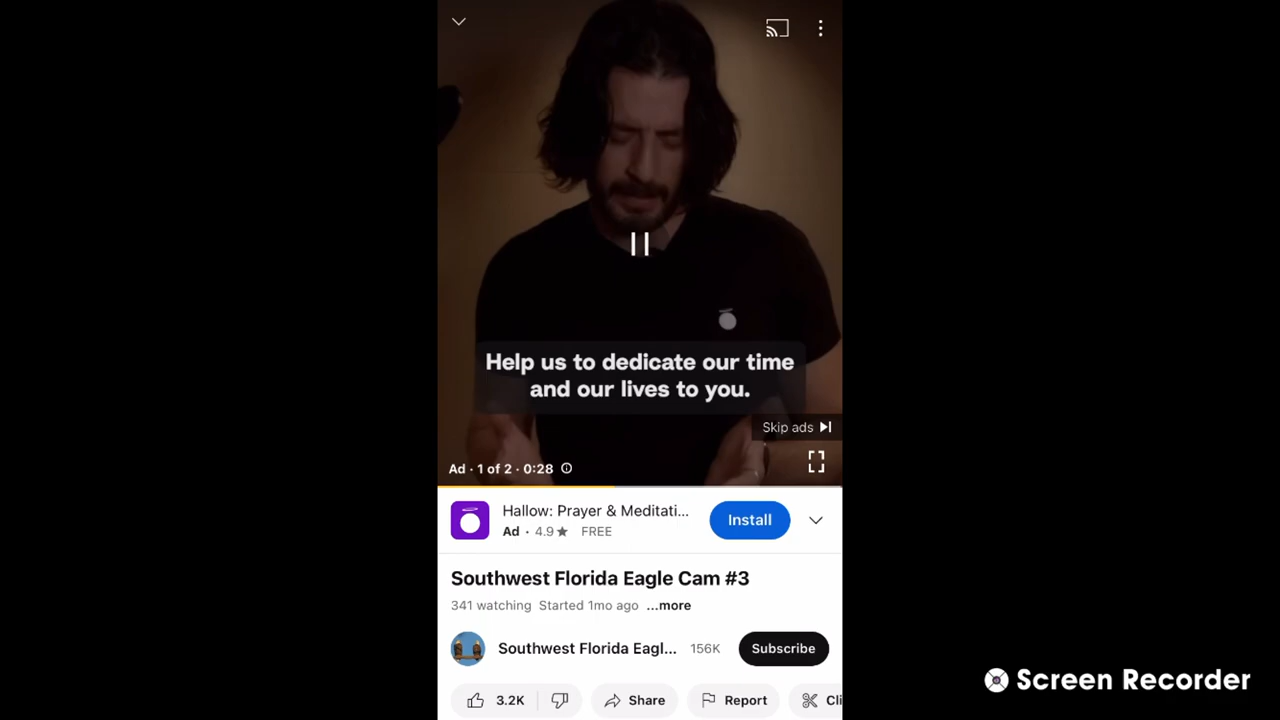 Help us to dedicate our time
and our lives to you.
Skip ads
Ad · 1 of 2 · 0:28
Hallow: Prayer & Meditati...
Install
Ad · 4.9★ FREE
Southwest Florida Eagle Cam #3
341 watching Started 1mo ago ...more
Southwest Florida Eagl... 156K Subscribe
3.2K Share Report Cli
Screen Recorder